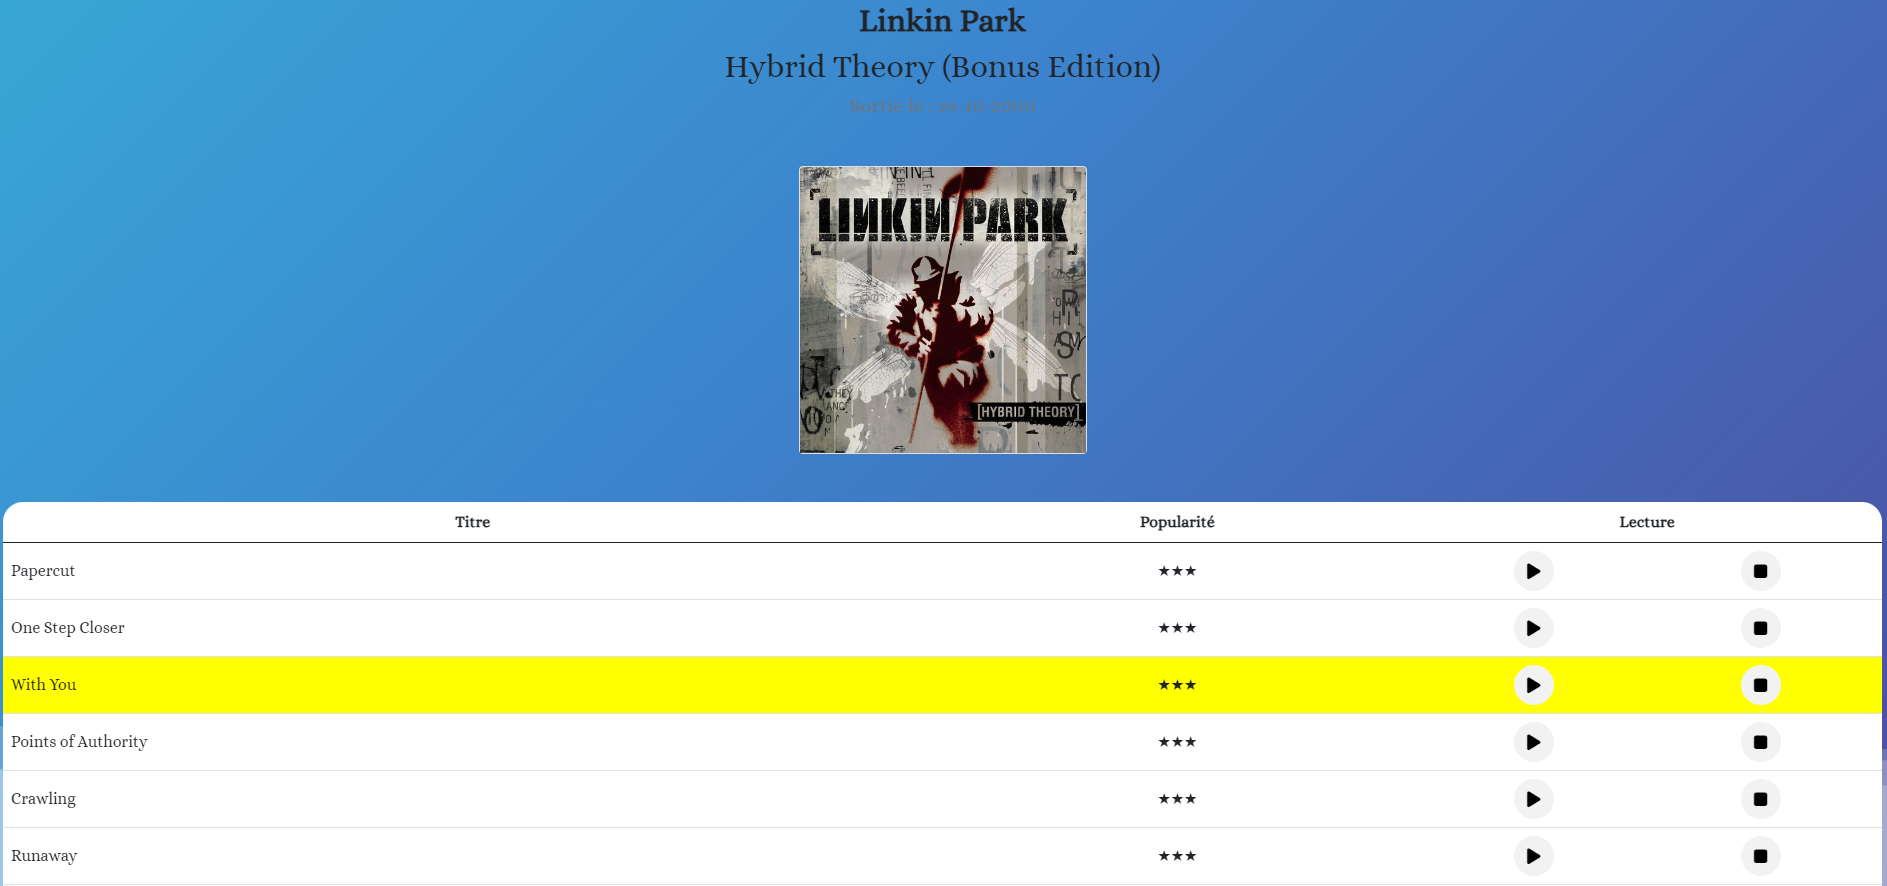 Linkin Park
Hybrid Theory (Bonus Edition)
Sortie le : 24-10-2000
LINKIN PARK
[HYBRID THEORY]
Titre Popularité Lecture
Papercut ★★★
One Step Closer ★★★
With You ★★★
Points of Authority ★★★
Crawling ★★★
Runaway ★★★